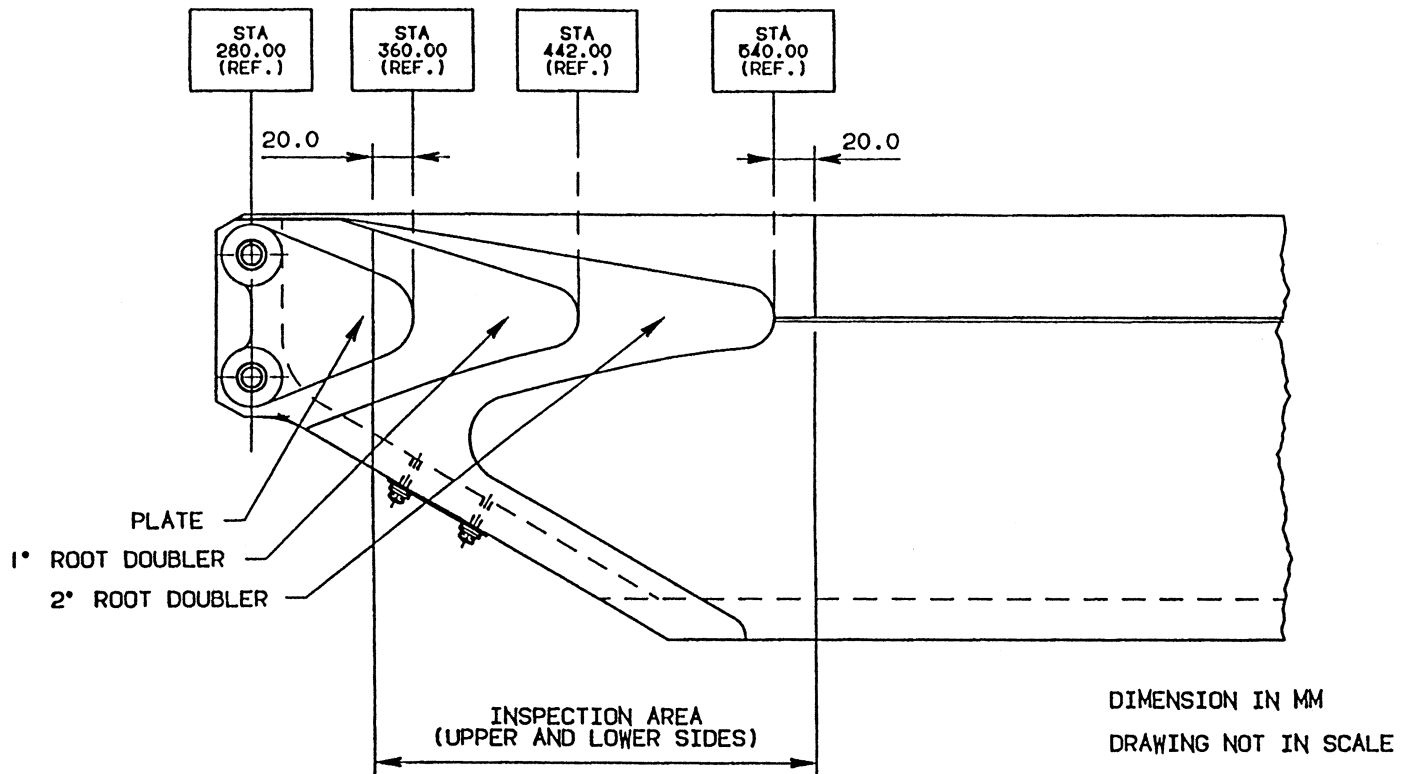 STA
280.00
(REF.)
STA
360.00
(REF.)
STA
442.00
(REF.)
STA
540.00
(REF.)
20.0
20.0
PLATE
1° ROOT DOUBLER
2° ROOT DOUBLER
INSPECTION AREA
(UPPER AND LOWER SIDES)
DIMENSION IN MM
DRAWING NOT IN SCALE